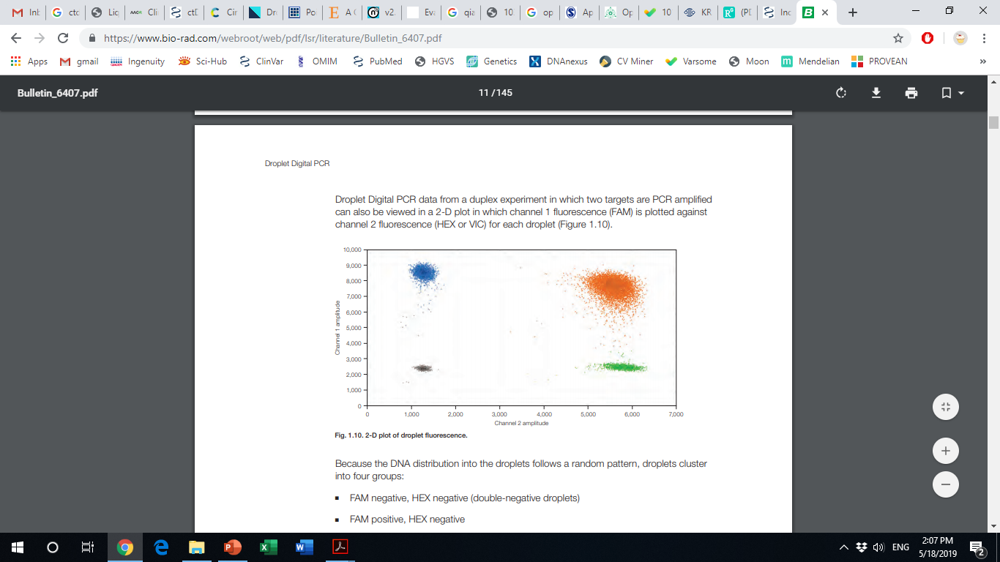 Inb
ctc
Liq
AACR
Cli
ctD
Cir
Dro
Po
A C
v2.
Eva
qia
10.
op
Ap
Op
10
KR
(PD
Inc
https://www.bio-rad.com/webroot/web/pdf/lsr/literature/Bulletin_6407.pdf
Apps gmail Ingenuity Sci-Hub ClinVar OMIM PubMed HGVS Genetics DNAnexus CV Miner Varsome Moon Mendelian PROVEAN »
Bulletin_6407.pdf 11 / 145
Droplet Digital PCR
Droplet Digital PCR data from a duplex experiment in which two targets are PCR amplified
can also be viewed in a 2-D plot in which channel 1 fluorescence (FAM) is plotted against
channel 2 fluorescence (HEX or VIC) for each droplet (Figure 1.10).
10,000
9,000
8,000
7,000
6,000
5,000
4,000
3,000
2,000
1,000
0
Channel 1 amplitude
0 1,000 2,000 3,000 4,000 5,000 6,000 7,000
Channel 2 amplitude
Fig. 1.10. 2-D plot of droplet fluorescence.
Because the DNA distribution into the droplets follows a random pattern, droplets cluster
into four groups:
▪ FAM negative, HEX negative (double-negative droplets)
▪ FAM positive, HEX negative
ENG
2:07 PM
5/18/2019
2